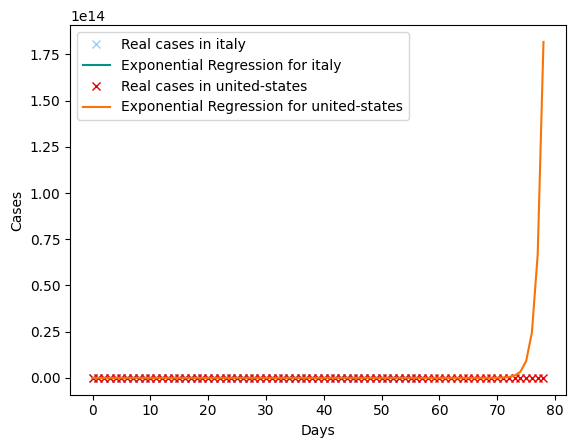 1e14
Real cases in italy
Exponential Regression for italy
Real cases in united-states
Exponential Regression for united-states
1.75
1.50
1.25
1.00
0.75
0.50
0.25
0.00
Cases
0 10 20 30 40 50 60 70 80
Days